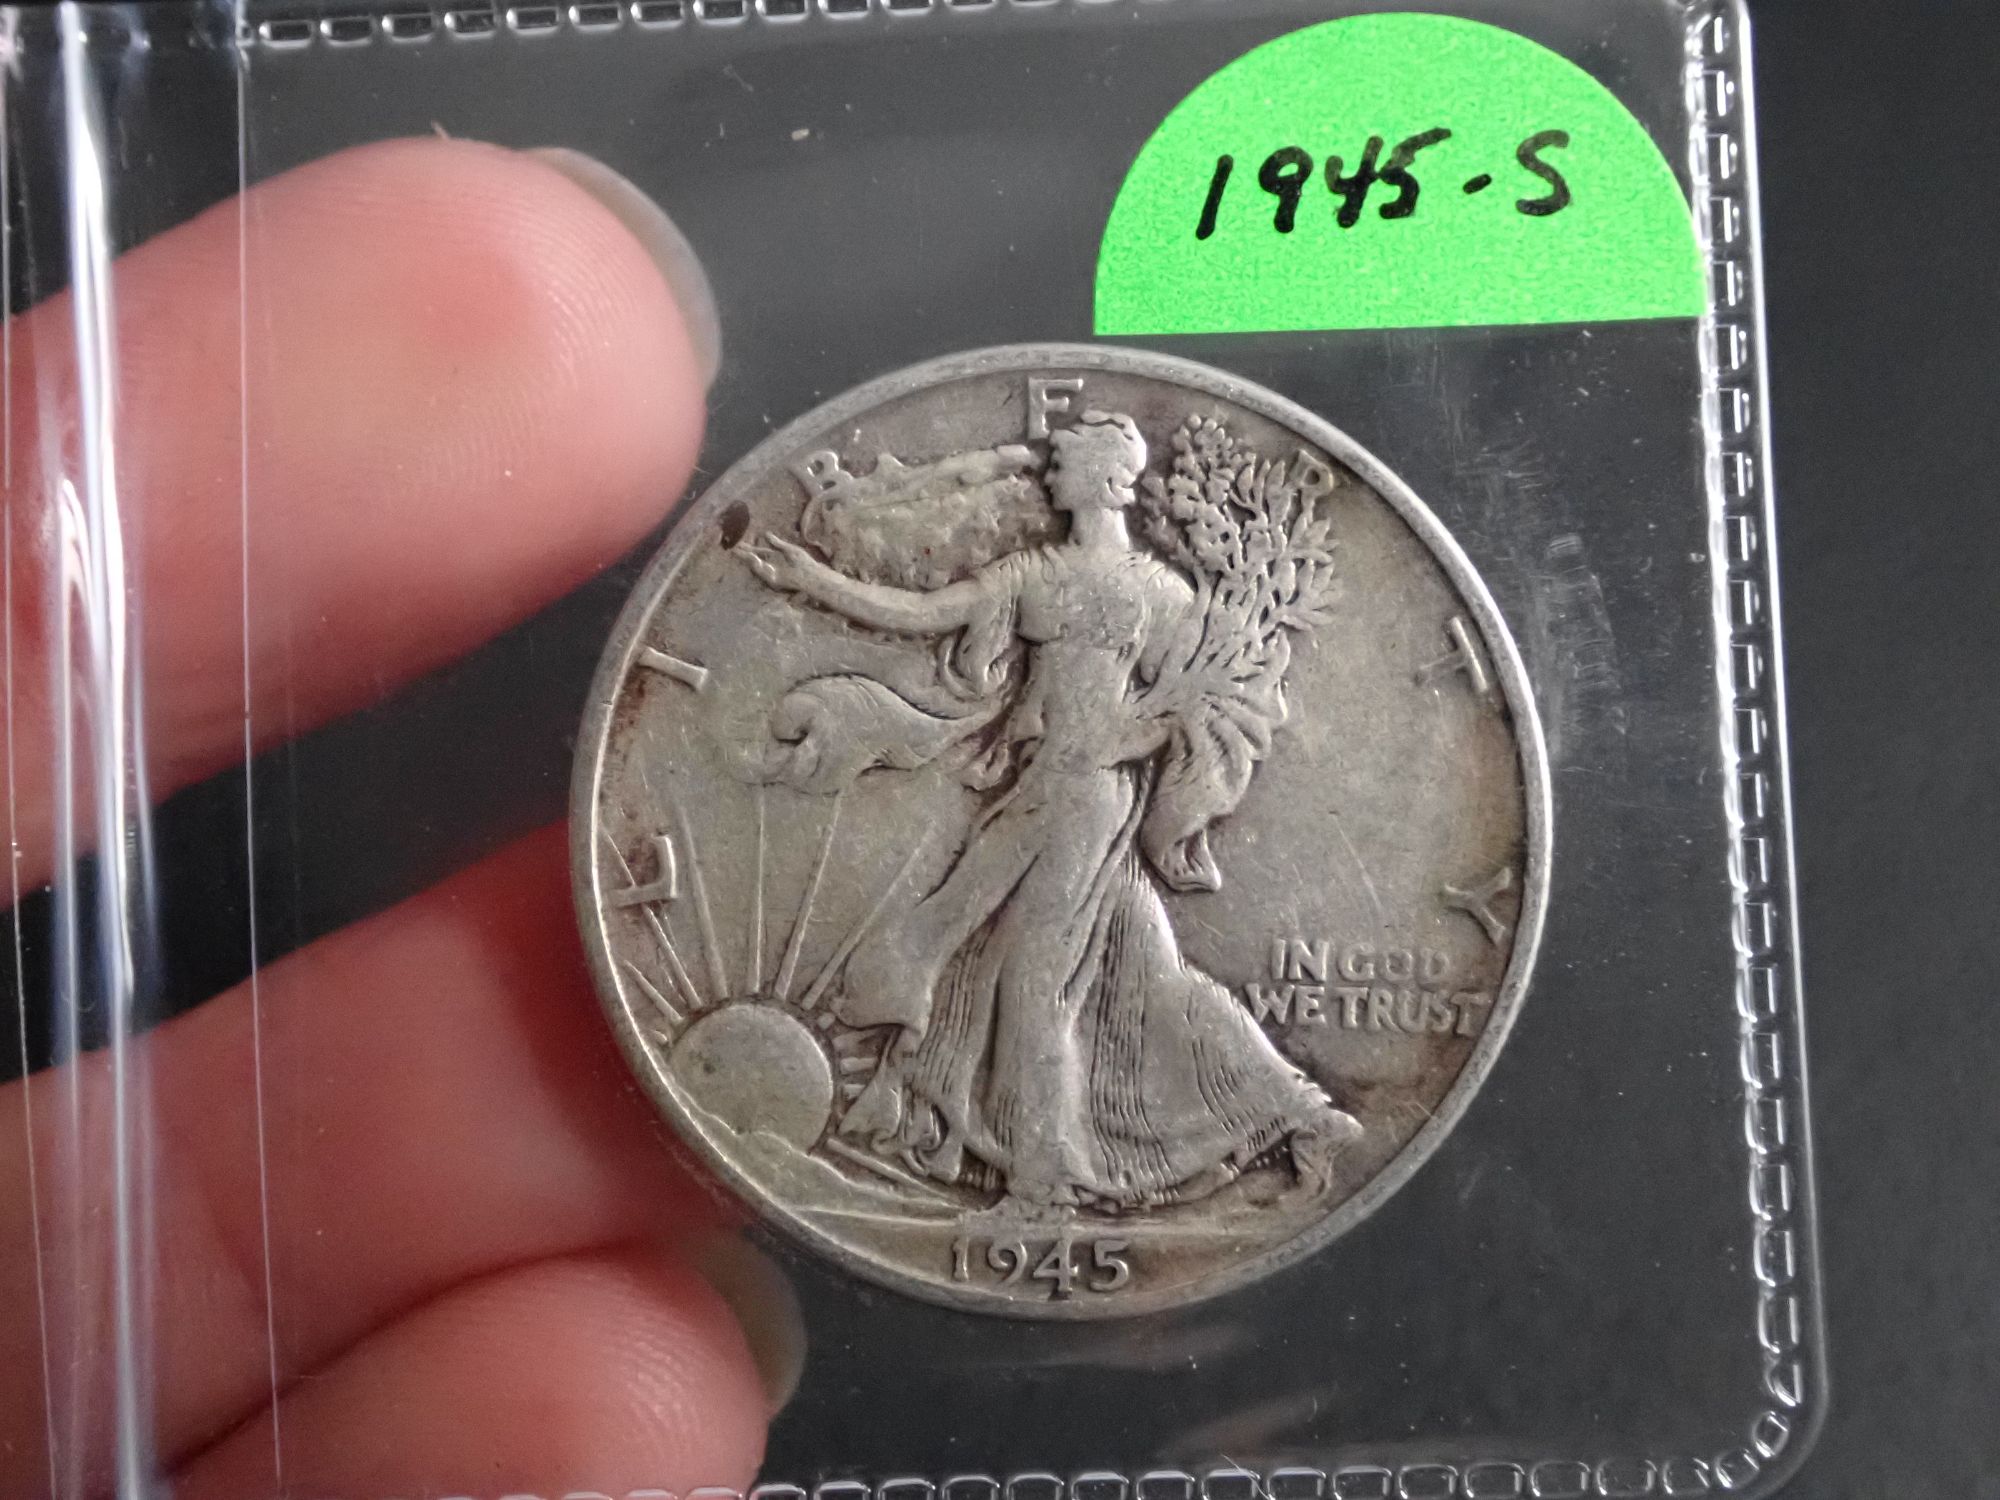 1945-S
LIBERTY
IN GOD
WE TRUST
1945